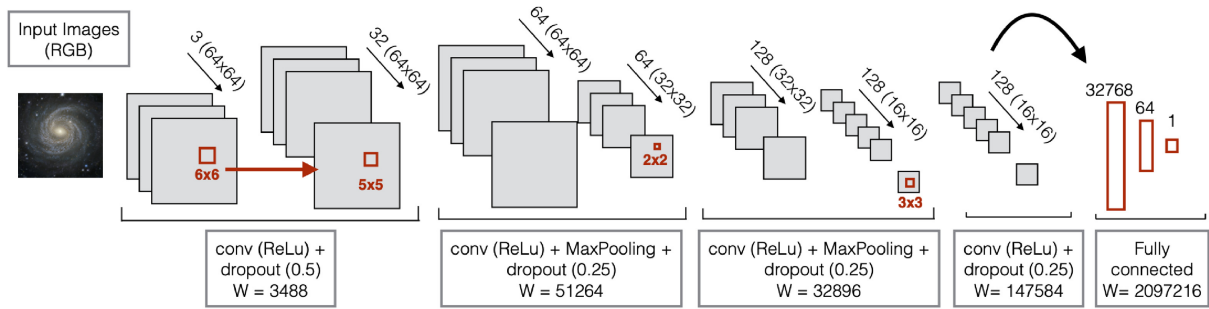 Input Images
(RGB)
3 (64x64)
32 (64x64)
64 (64x64)
64 (32x32)
128 (32x32)
128 (16x16)
128 (16x16)
32768
64
1
6x6
5x5
2x2
3x3
conv (ReLu) +
dropout (0.5)
W = 3488
conv (ReLu) + MaxPooling +
dropout (0.25)
W = 51264
conv (ReLu) + MaxPooling +
dropout (0.25)
W = 32896
conv (ReLu) +
dropout (0.25)
W= 147584
Fully
connected
W= 2097216